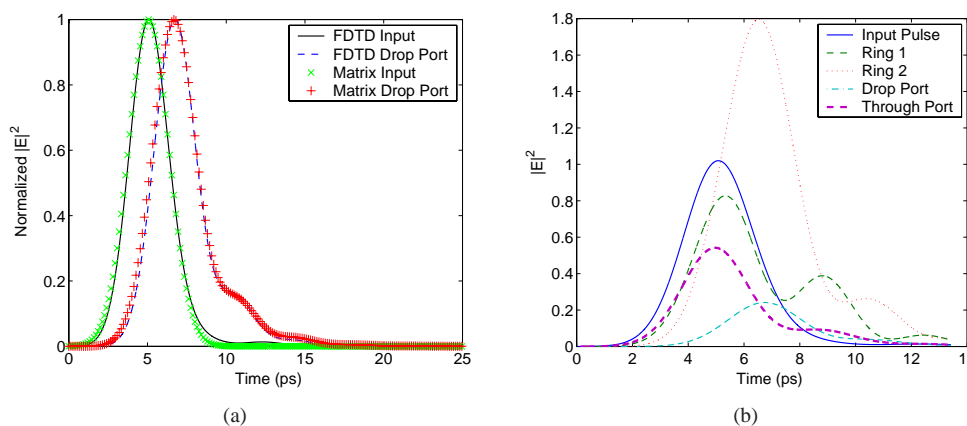 1
0.8
0.6
0.4
0.2
0
0 5 10 15 20 25
Normalized |E|^2
Time (ps)
FDTD Input
FDTD Drop Port
Matrix Input
Matrix Drop Port
(a)
1.8
1.6
1.4
1.2
1
0.8
0.6
0.4
0.2
0
0 2 4 6 8 10 12 14
|E|^2
Time (ps)
Input Pulse
Ring 1
Ring 2
Drop Port
Through Port
(b)